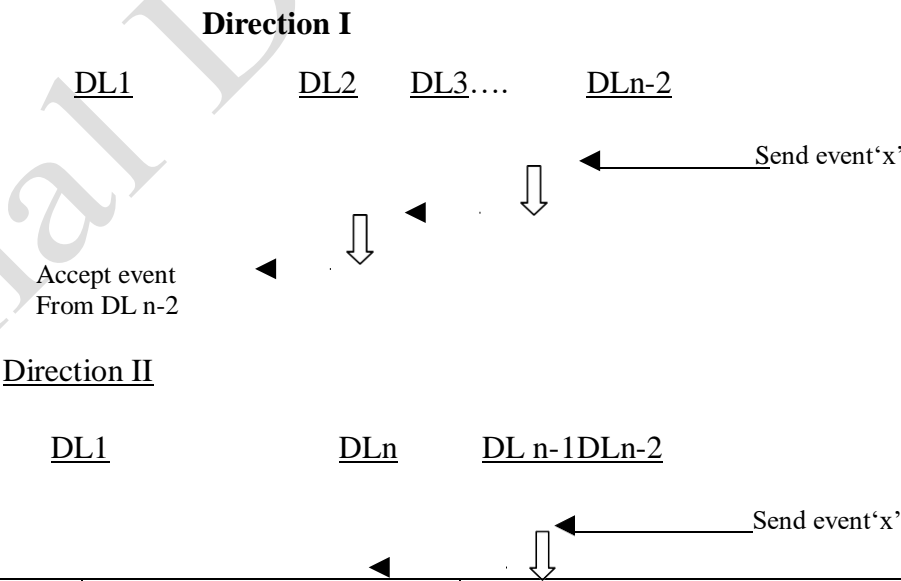 Direction I
DL1 DL2 DL3…. DLn-2
Send event‘x’
Accept event
From DL n-2
Direction II
DL1 DLn DL n-1DLn-2
Send event‘x’